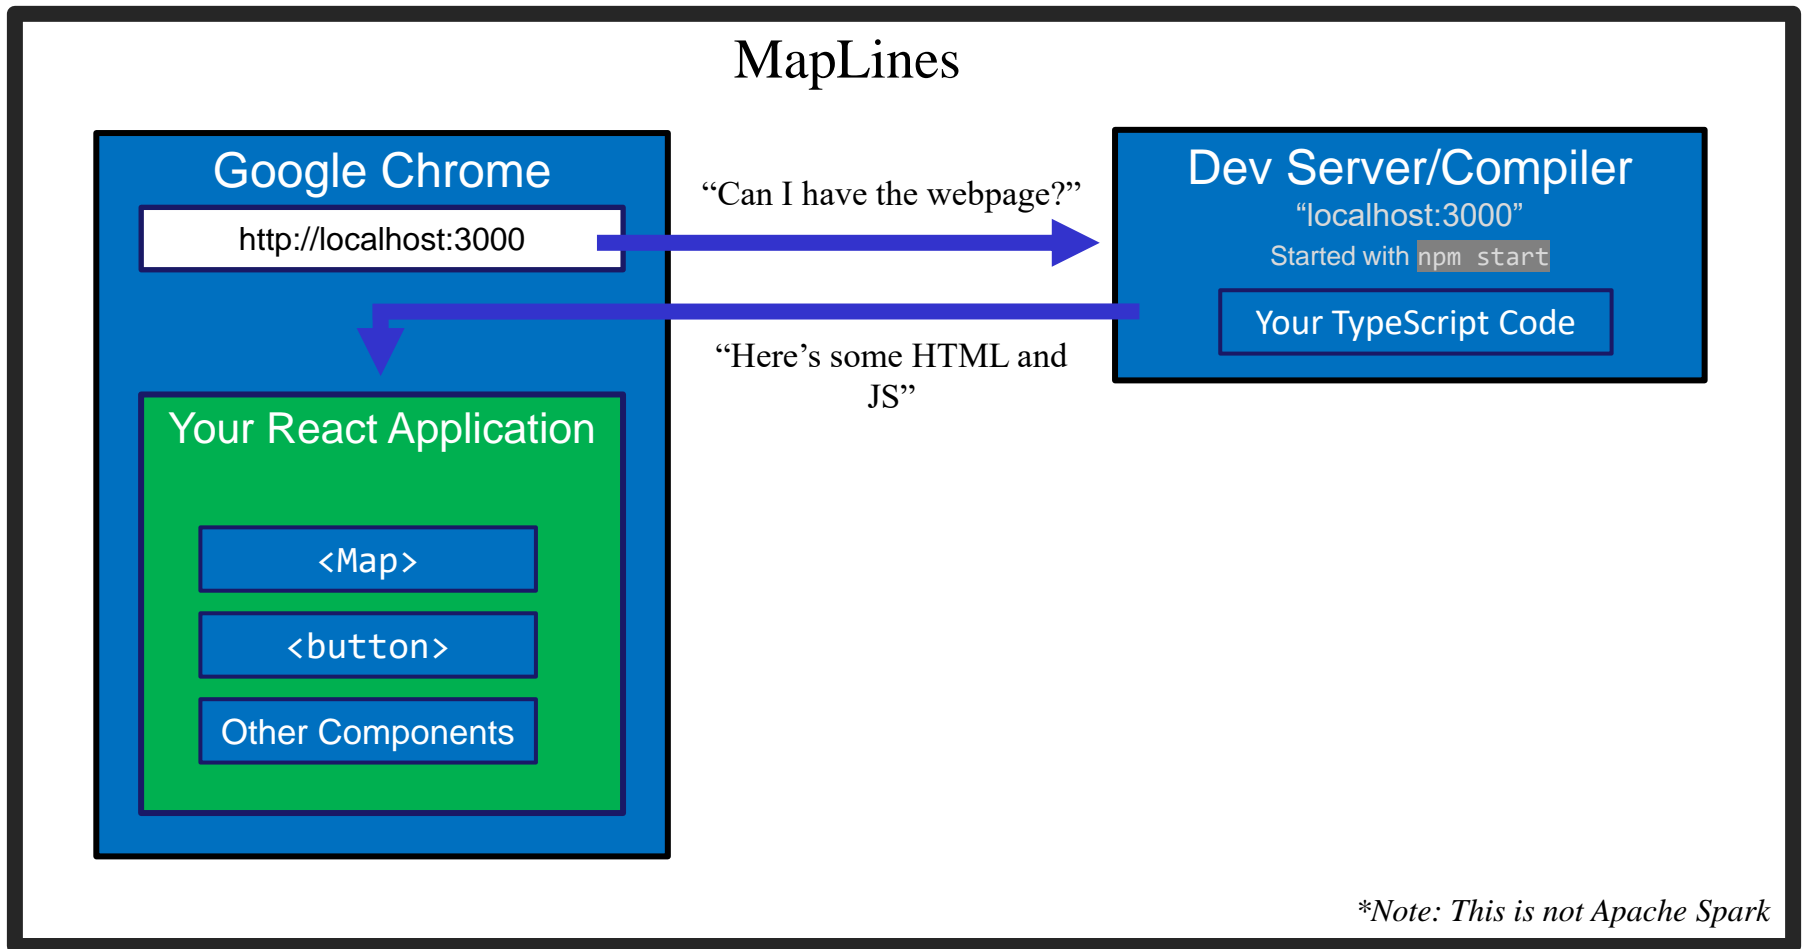 MapLines
Google Chrome
http://localhost:3000
“Can I have the webpage?”
Dev Server/Compiler
“localhost:3000”
Started with npm start
Your TypeScript Code
“Here’s some HTML and
JS”
Your React Application
<Map>
<button>
Other Components
*Note: This is not Apache Spark